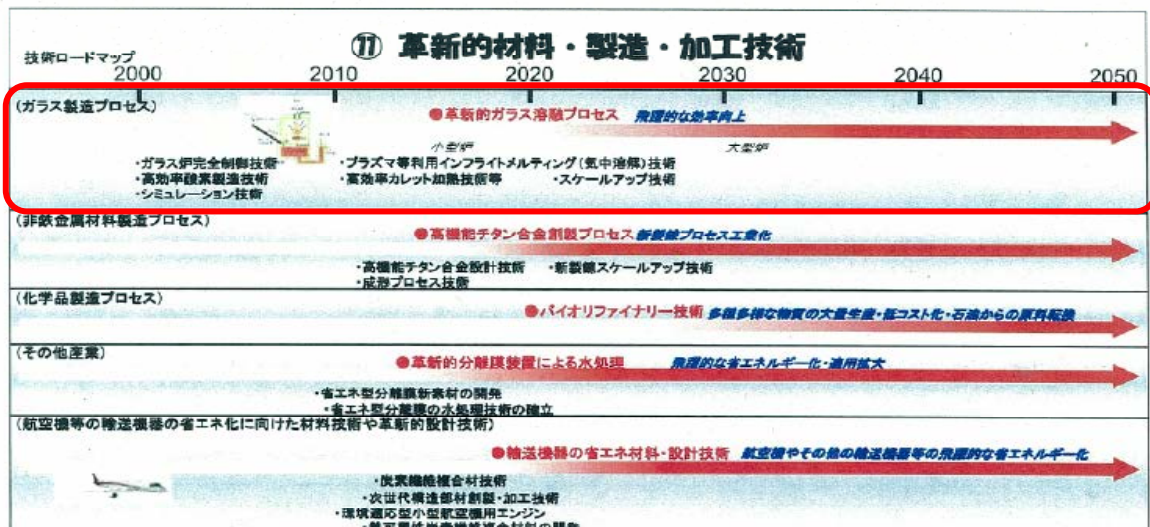 ⑪ 革新的材料・製造・加工技術
技術ロードマップ
2000 2010 2020 2030 2040 2050
(ガラス製造プロセス)
●革新的ガラス溶融プロセス 飛躍的な効率向上
小型炉 大型炉
・ガラス炉完全制御技術 ・プラズマ等利用インフライトメルティング(気中溶解)技術
・高効率酸素製造技術 ・高効率カレット加熱技術等 ・スケールアップ技術
・シミュレーション技術
(非鉄金属材料製造プロセス)
●高機能チタン合金創製プロセス 新製錬プロセス工業化
・高機能チタン合金設計技術 ・新製錬スケールアップ技術
・成形プロセス技術
(化学品製造プロセス)
●バイオリファイナリー技術 多種多様な物質の大量生産・低コスト化・石油からの原料転換
(その他産業)
●革新的分離膜装置による水処理 飛躍的な省エネルギー化・適用拡大
・省エネ型分離膜新素材の開発
・省エネ型分離膜の水処理技術の確立
(航空機等の輸送機器の省エネ化に向けた材料技術や革新的設計技術)
●輸送機器の省エネ材料・設計技術 航空機やその他の輸送機器等の飛躍的な省エネルギー化
・炭素繊維複合材技術
・次世代構造部材創製・加工技術
・環境適応型小型航空機用エンジン